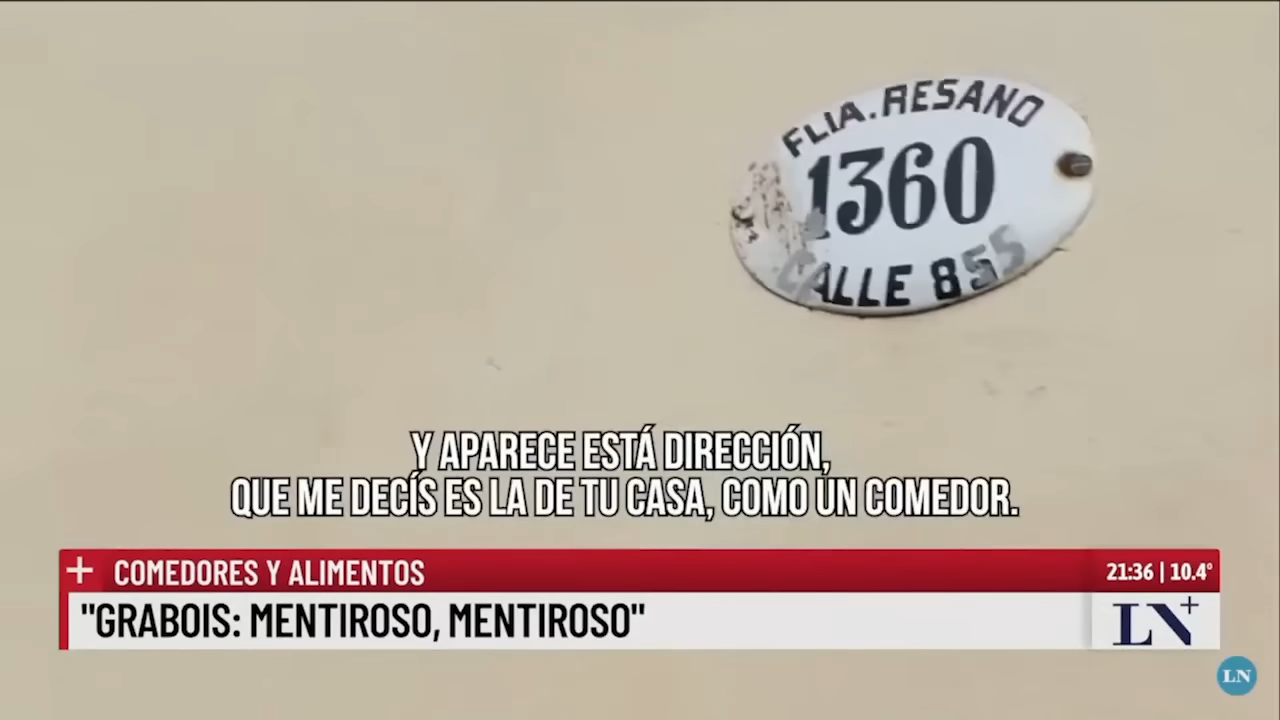 FLIA. RESANO
1360
CALLE 855
Y APARECE ESTÁ DIRECCIÓN,
QUE ME DECÍS ES LA DE TU CASA, COMO UN COMEDOR.
+ COMEDORES Y ALIMENTOS
21:36 | 10.4°
"GRABOIS: MENTIROSO, MENTIROSO"
LN+
LN